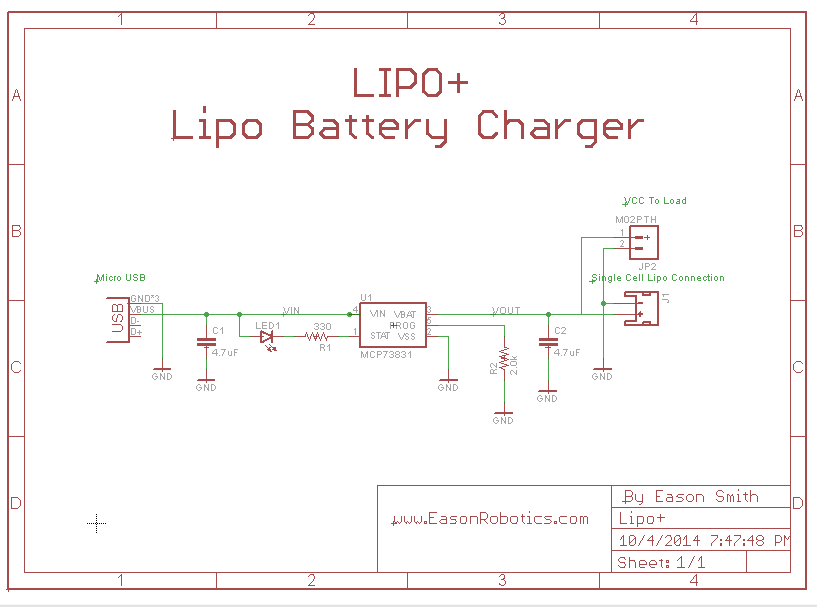 1 2 3 4
A A
LIPO+
Lipo Battery Charger
VCC To Load
M02PTH
B B
1
2
JP2
Micro USB
Single Cell Lipo Connection
USB
GND*3
VBUS
D-
D+
C1
4.7uF
GND
GND
VIN
LED1
330
R1
U1
4 VIN VBAT 3
PROG 5
1 STAT VSS 2
MCP73831
GND
VOUT
R2
2.0k
GND
C2
4.7uF
GND
J1
GND
C C
D D
www.EasonRobotics.com
By Eason Smith
Lipo+
10/4/2014 7:47:48 PM
Sheet: 1/1
1 2 3 4